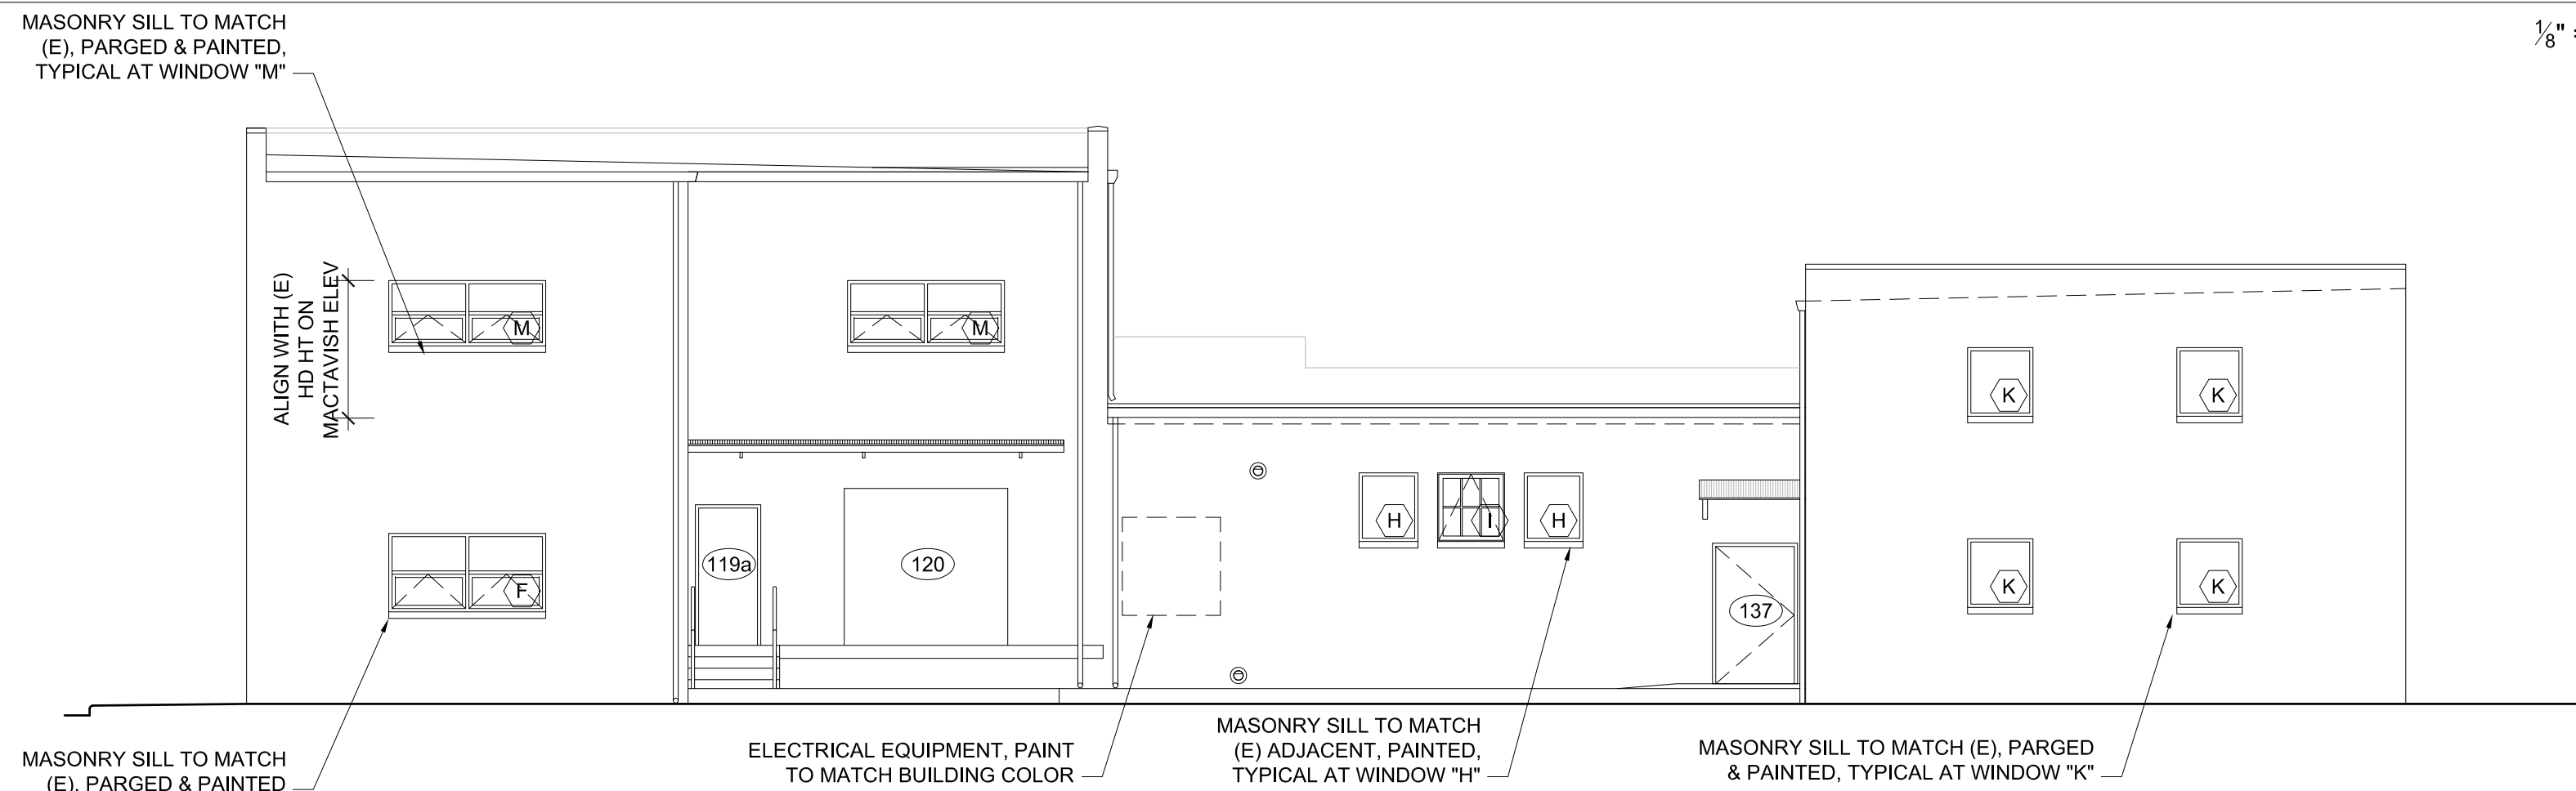 MASONRY SILL TO MATCH
(E), PARGED & PAINTED,
TYPICAL AT WINDOW "M"
1/8" =
ALIGN WITH (E)
HD HT ON
MACTAVISH ELEV
M
M
K
K
H
I
H
119a
120
F
137
K
K
MASONRY SILL TO MATCH
(E), PARGED & PAINTED
ELECTRICAL EQUIPMENT, PAINT
TO MATCH BUILDING COLOR
MASONRY SILL TO MATCH
(E) ADJACENT, PAINTED,
TYPICAL AT WINDOW "H"
MASONRY SILL TO MATCH (E), PARGED
& PAINTED, TYPICAL AT WINDOW "K"